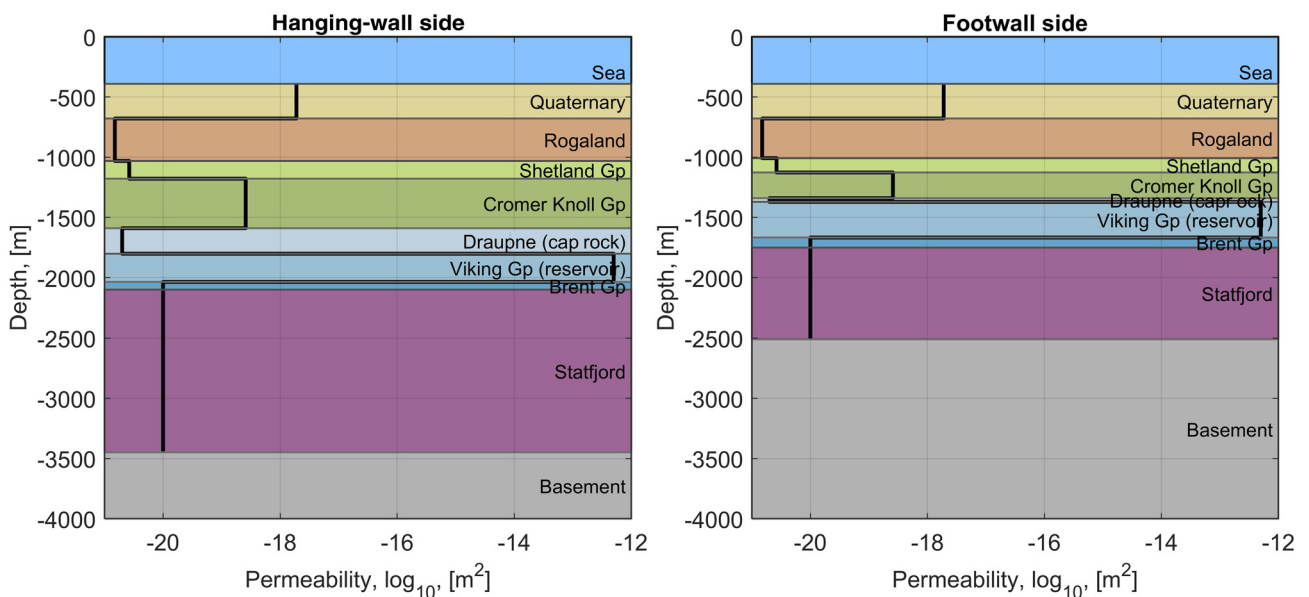 Hanging-wall side
0
-500
-1000
-1500
-2000
-2500
-3000
-3500
-4000
Depth, [m]
Sea
Quaternary
Rogaland
Shetland Gp
Cromer Knoll Gp
Draupne (cap rock)
Viking Gp (reservoir)
Brent Gp
Statfjord
Basement
-20
-18
-16
-14
-12
Permeability, log10, [m2]
Footwall side
0
-500
-1000
-1500
-2000
-2500
-3000
-3500
-4000
Depth, [m]
Sea
Quaternary
Rogaland
Shetland Gp
Cromer Knoll Gp
Draupne (caprock)
Viking Gp (reservoir)
Brent Gp
Statfjord
Basement
-20
-18
-16
-14
-12
Permeability, log10, [m2]